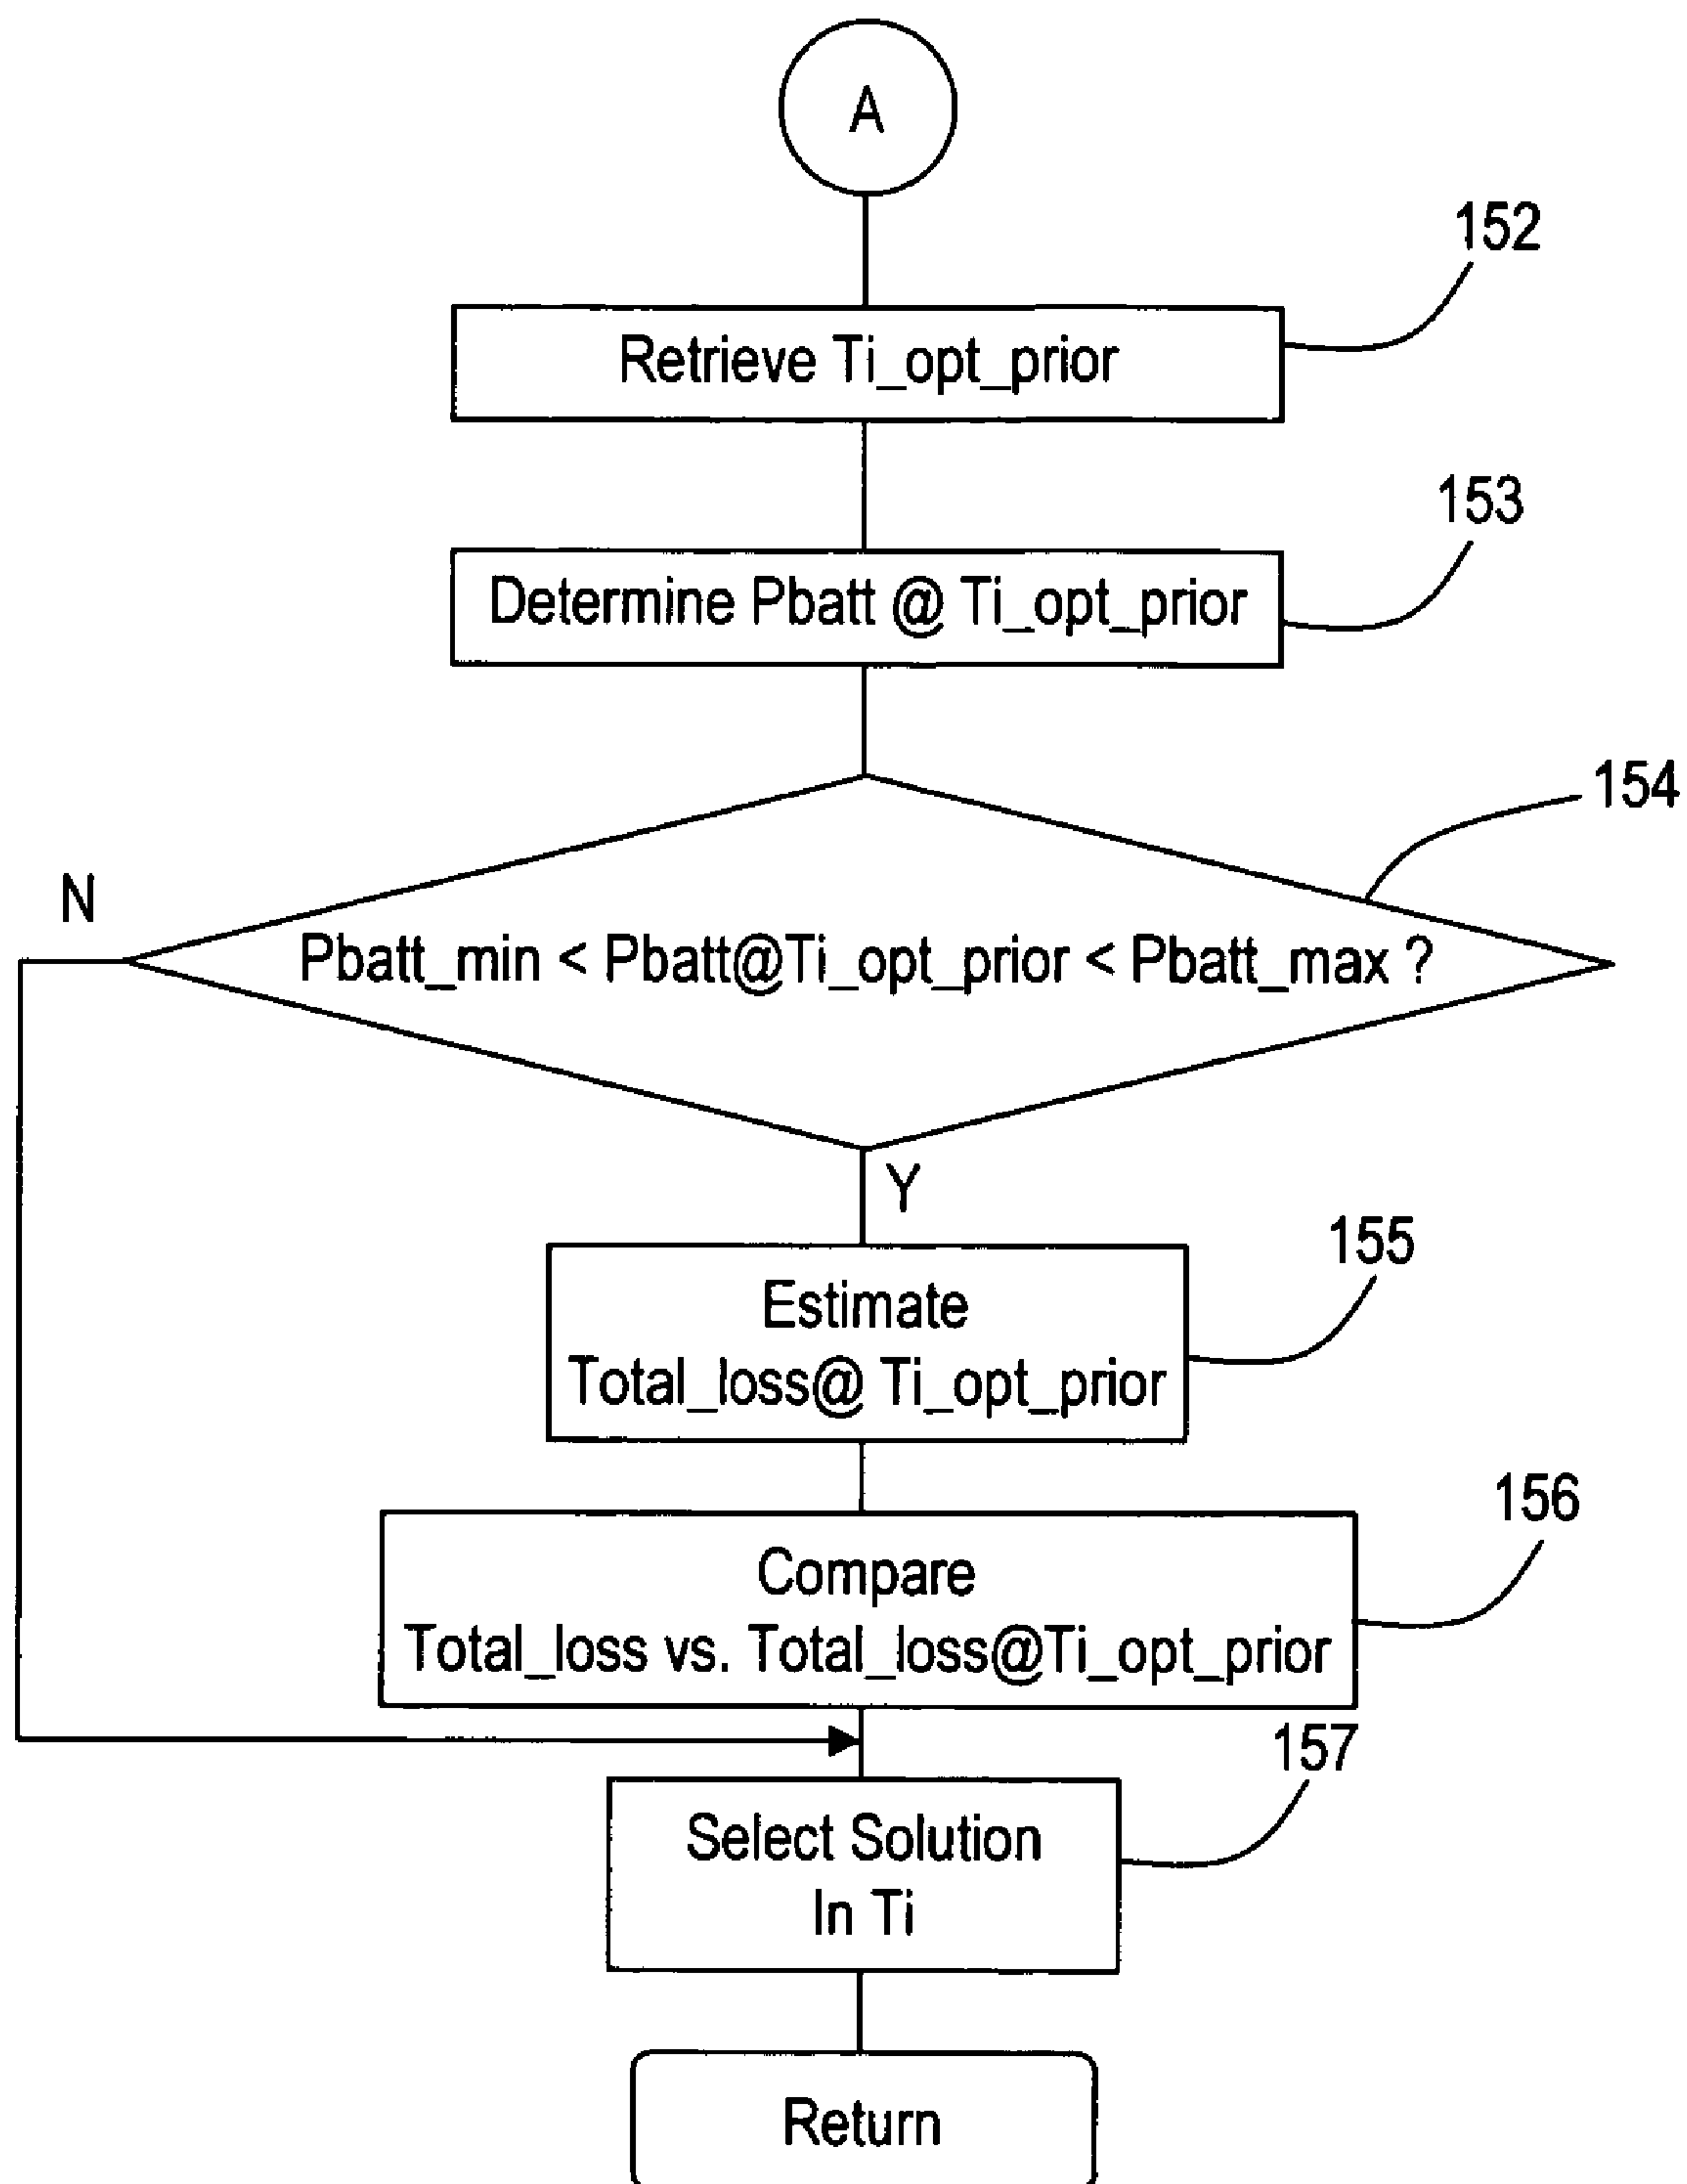 A
152
Retrieve Ti_opt_prior
153
Determine Pbatt @ Ti_opt_prior
154
N
Pbatt_min < Pbatt@Ti_opt_prior < Pbatt_max ?
Y
155
Estimate
Total_loss@ Ti_opt_prior
156
Compare
Total_loss vs. Total_loss@Ti_opt_prior
157
Select Solution
In Ti
Return